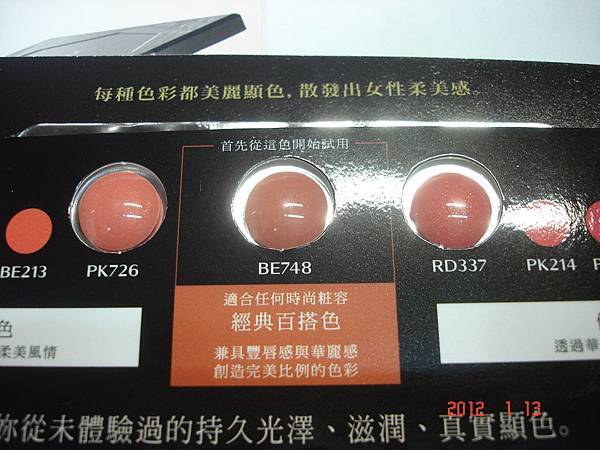 每種色彩都美麗顯色，散發出女性柔美感。
首先從這色開始試用
BE213 PK726 BE748 RD337 PK214
適合任何時尚粧容
經典百搭色
兼具豐唇感與華麗感
創造完美比例的色彩
色
柔美風情
透過華
妳從未體驗過的持久光澤、滋潤、真實顯色。
2012 1.13